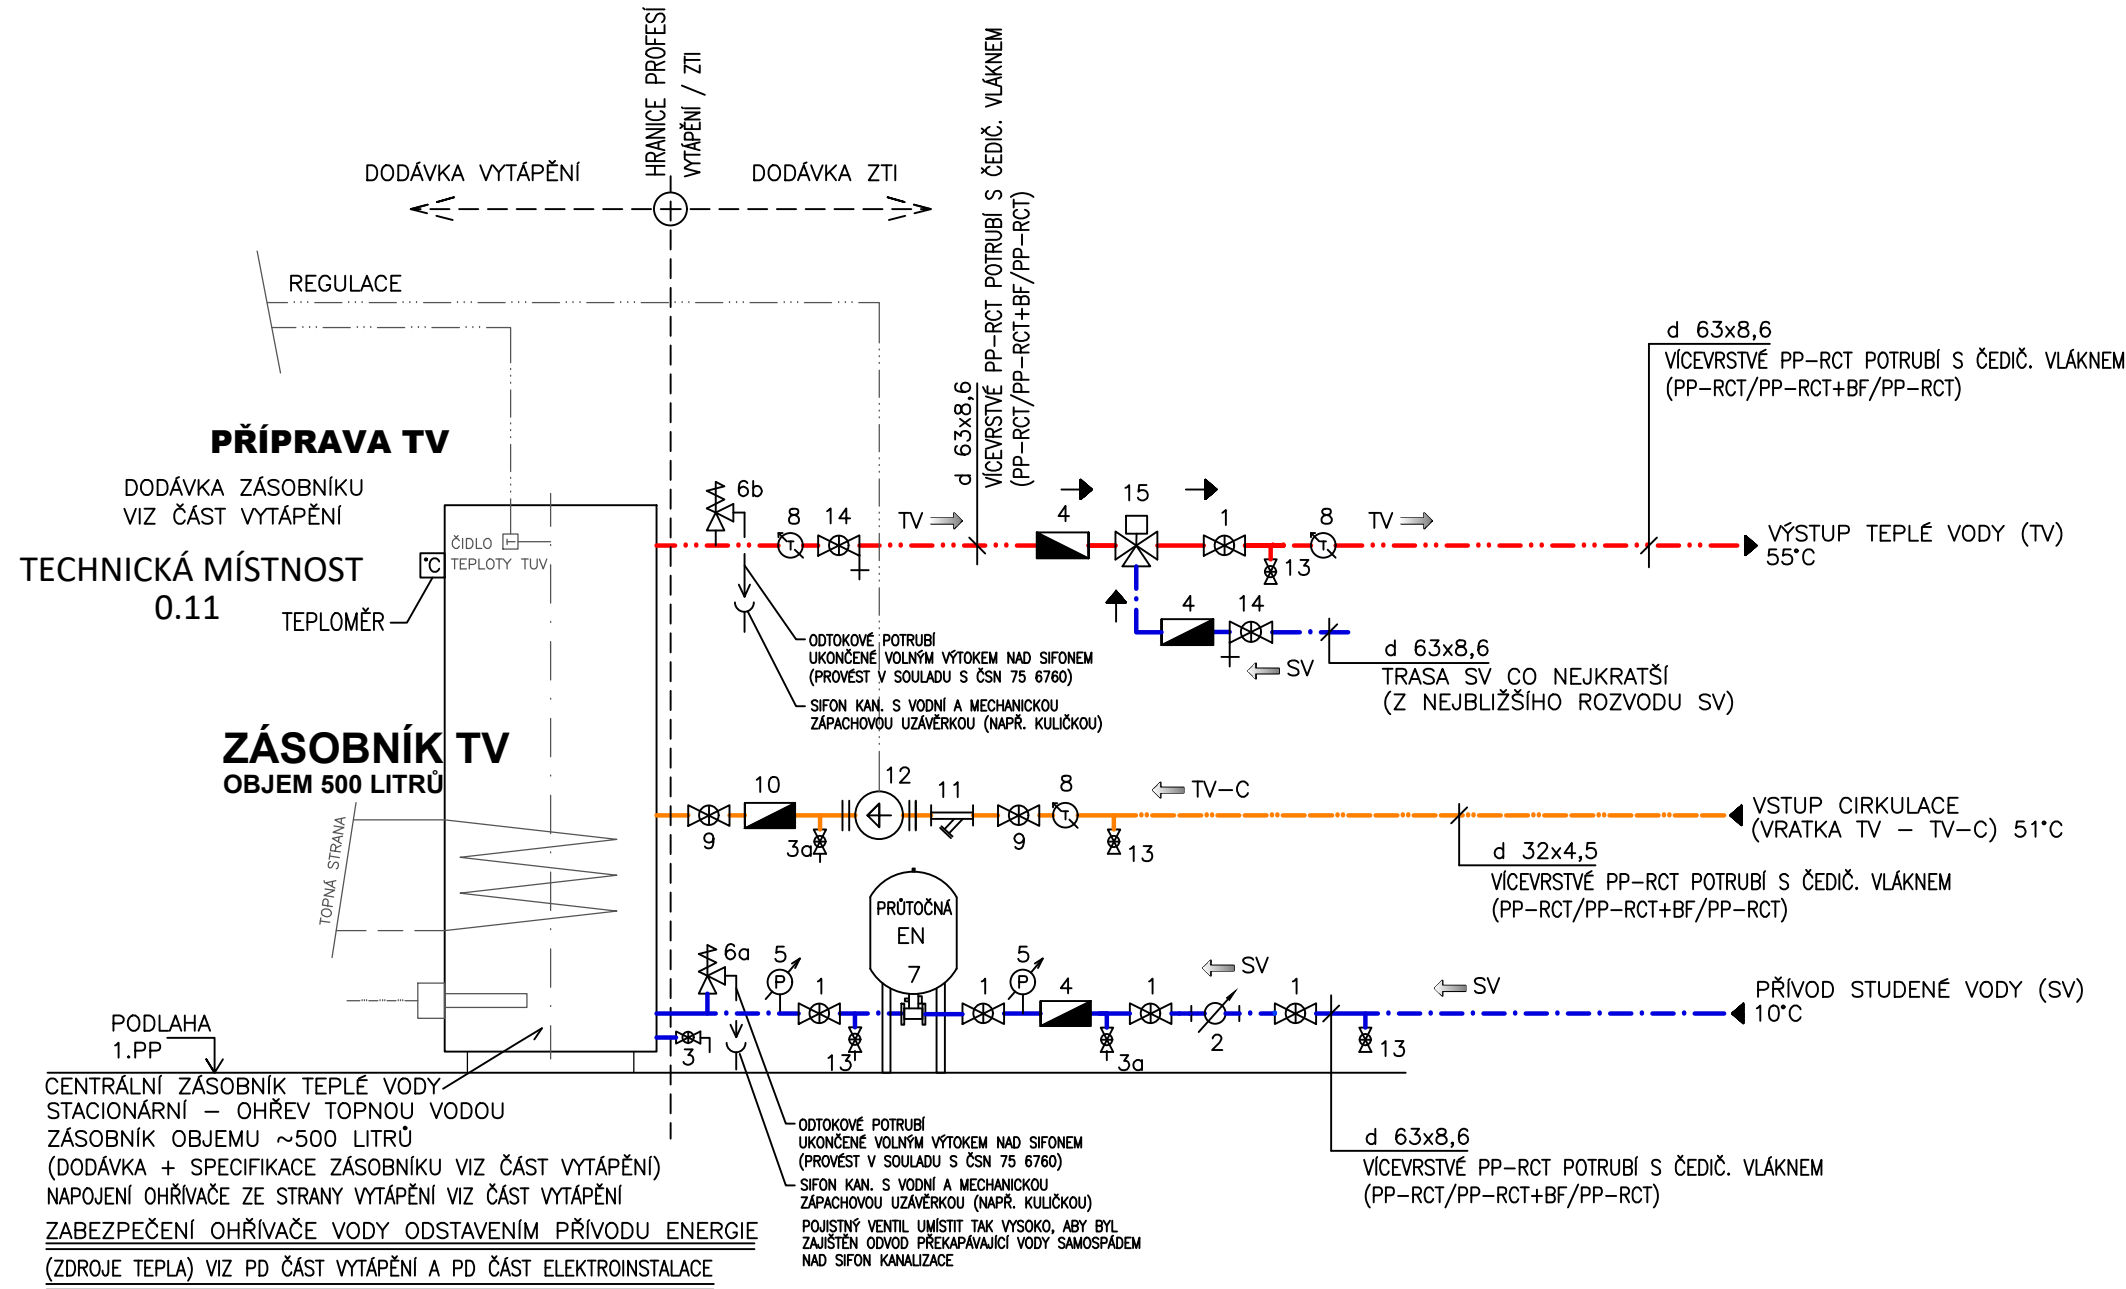 HRANICE PROFESÍ
VYTÁPĚNÍ / ZTI
DODÁVKA VYTÁPĚNÍ
DODÁVKA ZTI
REGULACE
d 63x8,6
VÍCEVRSTVÉ PP-RCT POTRUBÍ S ČEDIČ. VLÁKNEM
(PP-RCT/PP-RCT+BF/PP-RCT)
d 63x8,6
VÍCEVRSTVÉ PP-RCT POTRUBÍ S ČEDIČ. VLÁKNEM
(PP-RCT/PP-RCT+BF/PP-RCT)
PŘÍPRAVA TV
DODÁVKA ZÁSOBNÍKU
VIZ ČÁST VYTÁPĚNÍ
TECHNICKÁ MÍSTNOST
0.11
TEPLOMĚR
°C
ČIDLO T
TEPLOTY TUV
6b
8
T
14
TV
4
15
1
13
8
T
TV
VÝSTUP TEPLÉ VODY (TV)
55°C
4
14
SV
d 63x8,6
TRASA SV CO NEJKRATŠÍ
(Z NEJBLIŽŠÍHO ROZVODU SV)
ODTOKOVÉ POTRUBÍ
UKONČENÉ VOLNÝM VÝTOKEM NAD SIFONEM
(PROVÉST V SOULADU S ČSN 75 6760)
SIFON KAN. S VODNÍ A MECHANICKOU
ZÁPACHOVOU UZÁVĚRKOU (NAPŘ. KULIČKOU)
ZÁSOBNÍK TV
OBJEM 500 LITRŮ
TOPNÁ STRANA
9
10
3a
12
11
9
8
T
13
TV-C
VSTUP CIRKULACE
(VRATKA TV - TV-C) 51°C
d 32x4,5
VÍCEVRSTVÉ PP-RCT POTRUBÍ S ČEDIČ. VLÁKNEM
(PP-RCT/PP-RCT+BF/PP-RCT)
PRŮTOČNÁ
EN
7
6a
5
P
1
13
3
1
5
P
4
3a
1
SV
2
1
13
SV
PŘÍVOD STUDENÉ VODY (SV)
10°C
d 63x8,6
VÍCEVRSTVÉ PP-RCT POTRUBÍ S ČEDIČ. VLÁKNEM
(PP-RCT/PP-RCT+BF/PP-RCT)
PODLAHA
1.PP
CENTRÁLNÍ ZÁSOBNÍK TEPLÉ VODY
STACIONÁRNÍ - OHŘEV TOPNOU VODOU
ZÁSOBNÍK OBJEMU ~500 LITRŮ
(DODÁVKA + SPECIFIKACE ZÁSOBNÍKU VIZ ČÁST VYTÁPĚNÍ)
NAPOJENÍ OHŘÍVAČE ZE STRANY VYTÁPĚNÍ VIZ ČÁST VYTÁPĚNÍ
ZABEZPEČENÍ OHŘÍVAČE VODY ODSTAVENÍM PŘÍVODU ENERGIE
(ZDROJE TEPLA) VIZ PD ČÁST VYTÁPĚNÍ A PD ČÁST ELEKTROINSTALACE
ODTOKOVÉ POTRUBÍ
UKONČENÉ VOLNÝM VÝTOKEM NAD SIFONEM
(PROVÉST V SOULADU S ČSN 75 6760)
SIFON KAN. S VODNÍ A MECHANICKOU
ZÁPACHOVOU UZÁVĚRKOU (NAPŘ. KULIČKOU)
POJISTNÝ VENTIL UMÍSTIT TAK VYSOKO, ABY BYL
ZAJIŠTĚN ODVOD PŘEKAPÁVAJÍCÍ VODY SAMOSPÁDEM
NAD SIFON KANALIZACE